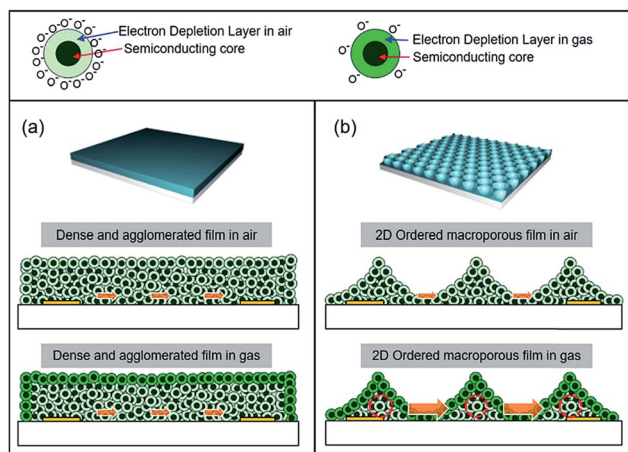 Electron Depletion Layer in air
Semiconducting core
O⁻ O⁻ O⁻ O⁻ O⁻ O⁻ O⁻ O⁻ O⁻ O⁻ O⁻ O⁻ O⁻
Electron Depletion Layer in gas
Semiconducting core
O⁻ O⁻ O⁻ O⁻
(a)
Dense and agglomerated film in air
Dense and agglomerated film in gas
(b)
2D Ordered macroporous film in air
2D Ordered macroporous film in gas